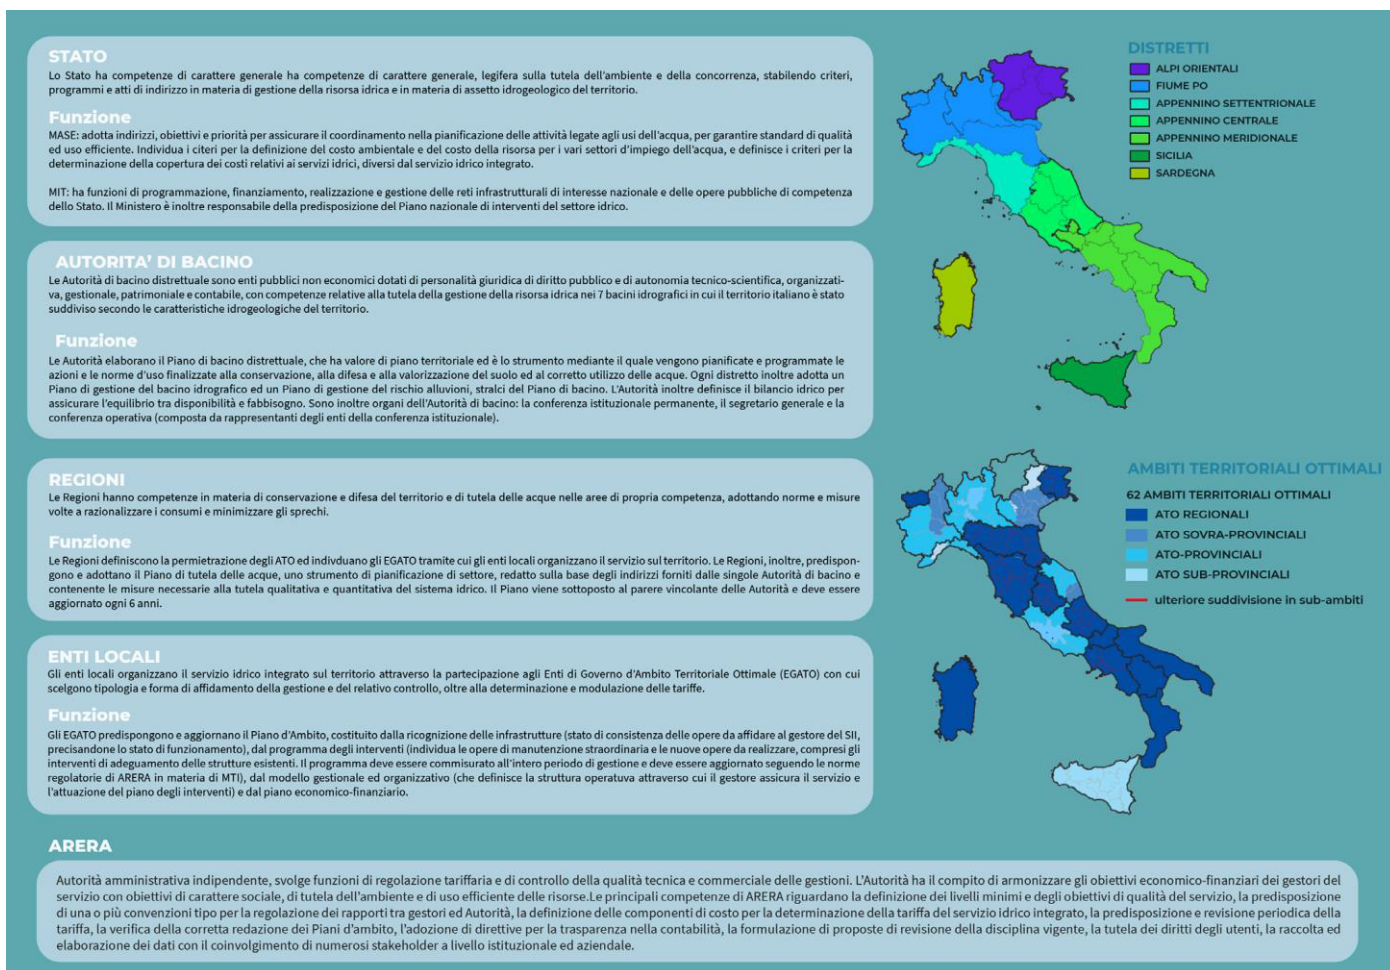 STATO
Lo Stato ha competenze di carattere generale ha competenze di carattere generale, legifera sulla tutela dell'ambiente e della concorrenza, stabilendo criteri,
programmi e atti di indirizzo in materia di gestione della risorsa idrica e in materia di assetto idrogeologico del territorio.
Funzione
MASE: adotta indirizzi, obiettivi e priorità per assicurare il coordinamento nella pianificazione delle attività legate agli usi dell'acqua, per garantire standard di qualità
ed uso efficiente. Individua i citeri per la definizione del costo ambientale e del costo della risorsa per i vari settori d'impiego dell'acqua, e definisce i criteri per la
determinazione della copertura dei costi relativi ai servizi idrici, diversi dal servizio idrico integrato.
MIT: ha funzioni di programmazione, finanziamento, realizzazione e gestione delle reti infrastrutturali di interesse nazionale e delle opere pubbliche di competenza
dello Stato. Il Ministero è inoltre responsabile della predisposizione del Piano nazionale di interventi del settore idrico.
DISTRETTI
ALPI ORIENTALI
FIUME PO
APPENNINO SETTENTRIONALE
APPENNINO CENTRALE
APPENNINO MERIDIONALE
SICILIA
SARDEGNA
AUTORITA' DI BACINO
Le Autorità di bacino distrettuale sono enti pubblici non economici dotati di personalità giuridica di diritto pubblico e di autonomia tecnico-scientifica, organizzati-
va, gestionale, patrimoniale e contabile, con competenze relative alla tutela della gestione della risorsa idrica nei 7 bacini idrografici in cui il territorio italiano è stato
suddiviso secondo le caratteristiche idrogeologiche del territorio.
Funzione
Le Autorità elaborano il Piano di bacino distrettuale, che ha valore di piano territoriale ed è lo strumento mediante il quale vengono pianificate e programmate le
azioni e le norme d'uso finalizzate alla conservazione, alla difesa e alla valorizzazione del suolo ed al corretto utilizzo delle acque. Ogni distretto inoltre adotta un
Piano di gestione del bacino idrografico ed un Piano di gestione del rischio alluvioni, stralci del Piano di bacino. L'Autorità inoltre definisce il bilancio idrico per
assicurare l'equilibrio tra disponibilità e fabbisogno. Sono inoltre organi dell'Autorità di bacino: la conferenza istituzionale permanente, il segretario generale e la
conferenza operativa (composta da rappresentanti degli enti della conferenza istituzionale).
REGIONI
Le Regioni hanno competenze in materia di conservazione e difesa del territorio e di tutela delle acque nelle aree di propria competenza, adottando norme e misure
volte a razionalizzare i consumi e minimizzare gli sprechi.
Funzione
Le Regioni definiscono la permietrazione degli ATO ed indivduano gli EGATO tramite cui gli enti locali organizzano il servizio sul territorio. Le Regioni, inoltre, predispon-
gono e adottano il Piano di tutela delle acque, uno strumento di pianificazione di settore, redatto sulla base degli indirizzi forniti dalle singole Autorità di bacino e
contenente le misure necessarie alla tutela qualitativa e quantitativa del sistema idrico. Il Piano viene sottoposto al parere vincolante delle Autorità e deve essere
aggiornato ogni 6 anni.
AMBITI TERRITORIALI OTTIMALI
62 AMBITI TERRITORIALI OTTIMALI
ATO REGIONALI
ATO SOVRA-PROVINCIALI
ATO-PROVINCIALI
ATO SUB-PROVINCIALI
ulteriore suddivisione in sub-ambiti
ENTI LOCALI
Gli enti locali organizzano il servizio idrico integrato sul territorio attraverso la partecipazione agli Enti di Governo d'Ambito Territoriale Ottimale (EGATO) con cui
scelgono tipologia e forma di affidamento della gestione e del relativo controllo, oltre alla determinazione e modulazione delle tariffe.
Funzione
Gli EGATO predispongono e aggiornano il Piano d'Ambito, costituito dalla ricognizione delle infrastrutture (stato di consistenza delle opere da affidare al gestore del SII,
precisandone lo stato di funzionamento), dal programma degli interventi (individua le opere di manutenzione straordinaria e le nuove opere da realizzare, compresi gli
interventi di adeguamento delle strutture esistenti. Il programma deve essere commisurato all'intero periodo di gestione e deve essere aggiornato seguendo le norme
regolatorie di ARERA in materia di MTI), dal modello gestionale ed organizzativo (che definisce la struttura operatuva attraverso cui il gestore assicura il servizio e
l'attuazione del piano degli interventi) e dal piano economico-finanziario.
ARERA
Autorità amministrativa indipendente, svolge funzioni di regolazione tariffaria e di controllo della qualità tecnica e commerciale delle gestioni. L'Autorità ha il compito di armonizzare gli obiettivi economico-finanziari dei gestori del
servizio con obiettivi di carattere sociale, di tutela dell'ambiente e di uso efficiente delle risorse.Le principali competenze di ARERA riguardano la definizione dei livelli minimi e degli obiettivi di qualità del servizio, la predisposizione
di una o più convenzioni tipo per la regolazione dei rapporti tra gestori ed Autorità, la definizione delle componenti di costo per la determinazione della tariffa del servizio idrico integrato, la predisposizione e revisione periodica della
tariffa, la verifica della corretta redazione dei Piani d'ambito, l'adozione di direttive per la trasparenza nella contabilità, la formulazione di proposte di revisione della disciplina vigente, la tutela dei diritti degli utenti, la raccolta ed
elaborazione dei dati con il coinvolgimento di numerosi stakeholder a livello istituzionale ed aziendale.